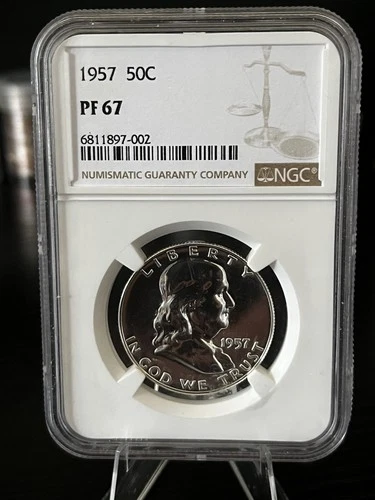 1957 50C
PF 67
6811897-002
NUMISMATIC GUARANTY COMPANY
NGC®
LIBERTY
1957
IN GOD WE TRUST